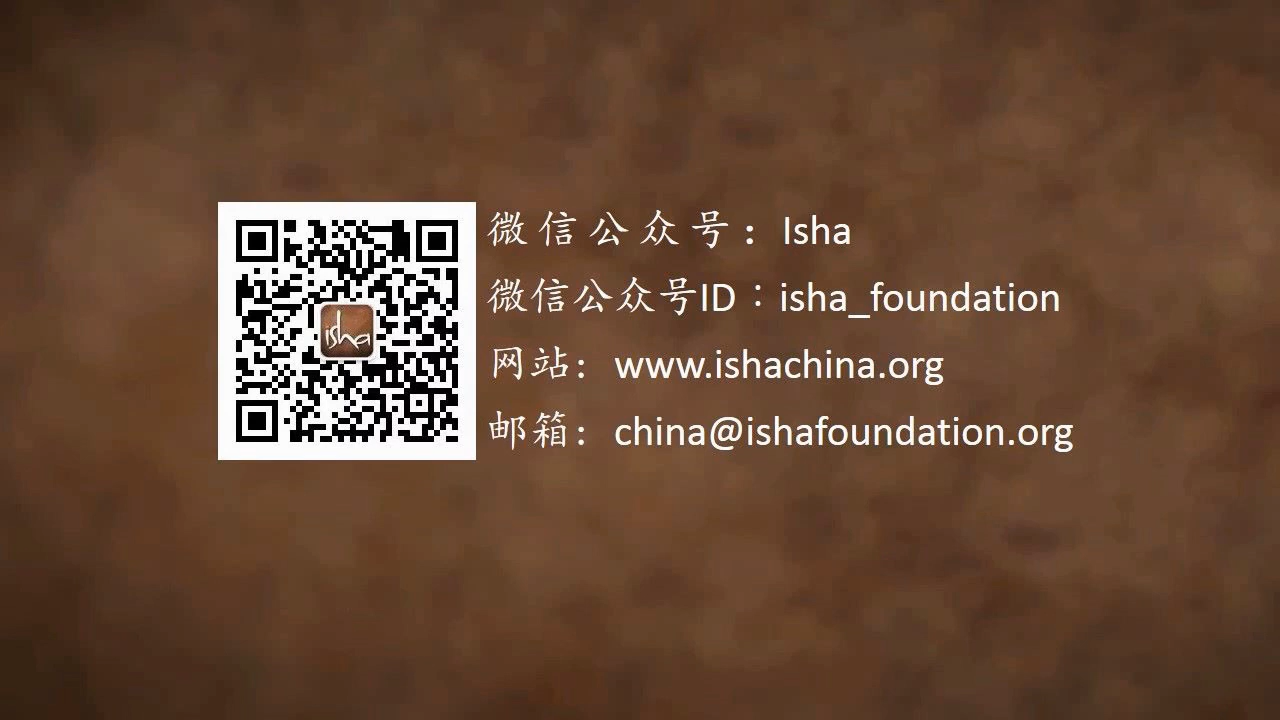 微信公众号：Isha
微信公众号ID：isha_foundation
isha
网站：www.ishachina.org
邮箱：china@ishafoundation.org